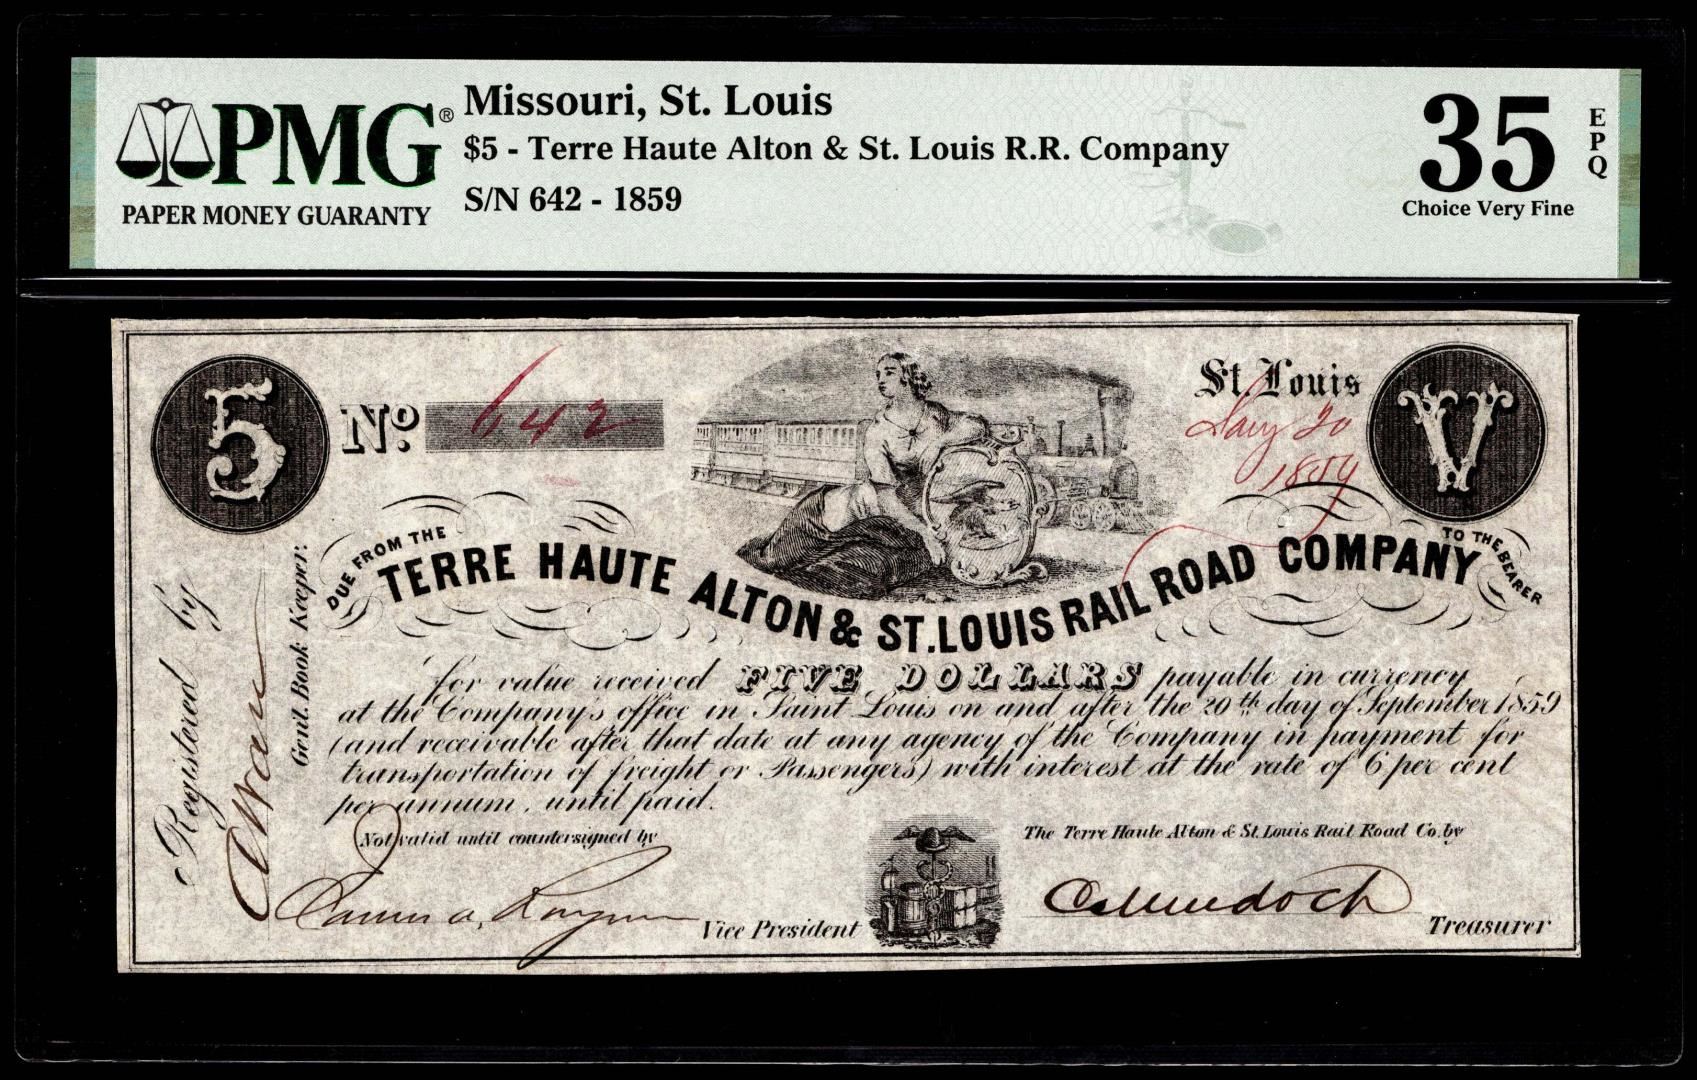 PMG®
PAPER MONEY GUARANTY
Missouri, St. Louis
$5 - Terre Haute Alton & St. Louis R.R. Company
S/N 642 - 1859
35
EPQ
Choice Very Fine
5
No. 642
St. Louis
20
1859
V
DUE FROM THE
TERRE HAUTE ALTON & ST. LOUIS RAIL ROAD COMPANY
TO THE BEARER
for value received FIVE DOLLARS payable in currency
at the Company's office in Saint Louis on and after the 20th day of September 1859
(and receivable after that date at any agency of the Company in payment for
transportation of freight or Passengers) with interest at the rate of 6 per cent
per annum, until paid.
Registered by
Genl. Book Keeper.
Not valid until countersigned by
Vice President
The Terre Haute Alton & St. Louis Rail Road Co. by
C Murdoch
Treasurer